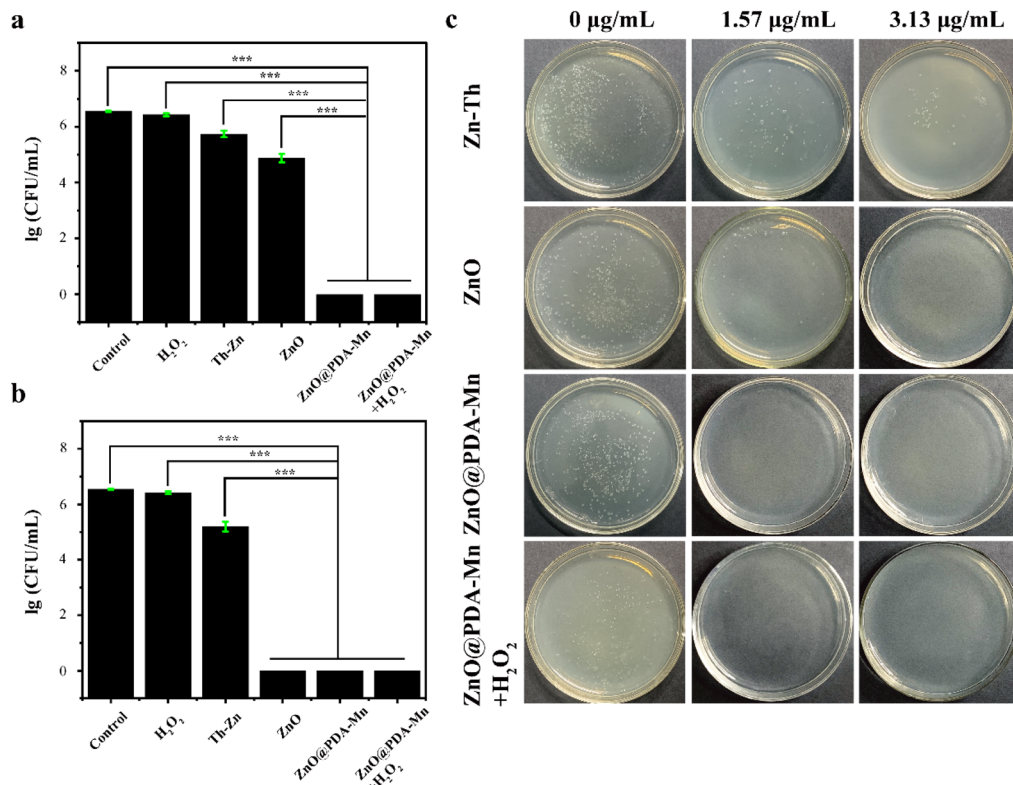 a
lg (CFU/mL)
8
6
4
2
0
***
***
***
***
Control
H₂O₂
Th-Zn
ZnO
ZnO@PDA-Mn
ZnO@PDA-Mn
+H₂O₂
b
lg (CFU/mL)
8
6
4
2
0
***
***
***
Control
H₂O₂
Th-Zn
ZnO
ZnO@PDA-Mn
ZnO@PDA-Mn
+H₂O₂
c
0 μg/mL 1.57 μg/mL 3.13 μg/mL
Zn-Th
ZnO
ZnO@PDA-Mn
ZnO@PDA-Mn
+H₂O₂